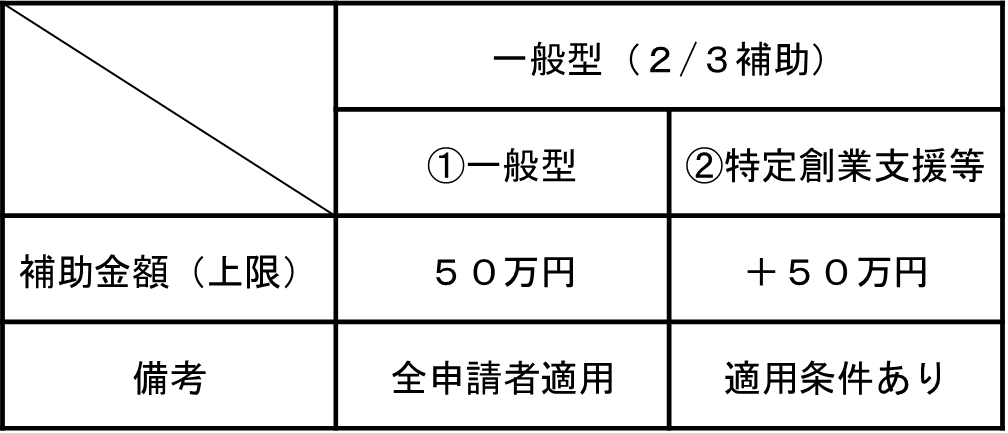 一般型（２/３補助）
①一般型
②特定創業支援等
補助金額（上限）
５０万円
＋５０万円
備考
全申請者適用
適用条件あり